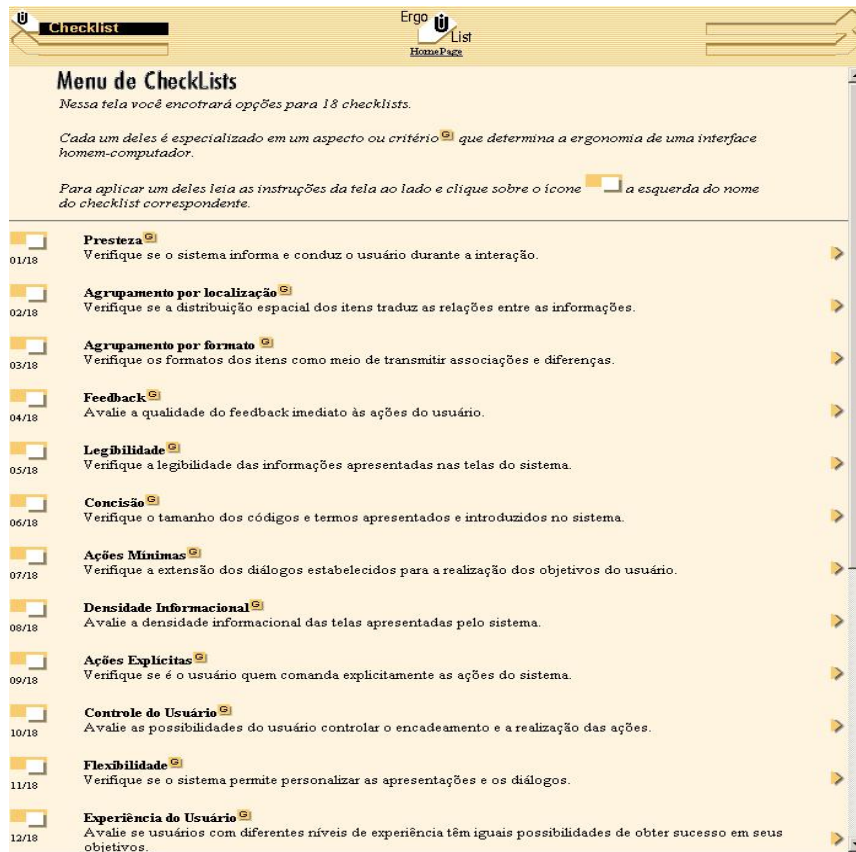 Checklist
Ergo
Ü
List
HomePage
Menu de CheckLists
Nessa tela você encotrará opções para 18 checklists.
Cada um deles é especializado em um aspecto ou critério G que determina a ergonomia de uma interface
homem-computador.
Para aplicar um deles leia as instruções da tela ao lado e clique sobre o ícone a esquerda do nome
do checklist correspondente.
Presteza G
01/18 Verifique se o sistema informa e conduz o usuário durante a interação.
Agrupamento por localização G
02/18 Verifique se a distribuição espacial dos itens traduz as relações entre as informações.
Agrupamento por formato G
03/18 Verifique os formatos dos itens como meio de transmitir associações e diferenças.
Feedback G
04/18 Avalie a qualidade do feedback imediato às ações do usuário.
Legibilidade G
05/18 Verifique a legibilidade das informações apresentadas nas telas do sistema.
Concisão G
06/18 Verifique o tamanho dos códigos e termos apresentados e introduzidos no sistema.
Ações Mínimas G
07/18 Verifique a extensão dos diálogos estabelecidos para a realização dos objetivos do usuário.
Densidade Informacional G
08/18 Avalie a densidade informacional das telas apresentadas pelo sistema.
Ações Explícitas G
09/18 Verifique se é o usuário quem comanda explicitamente as ações do sistema.
Controle do Usuário G
10/18 Avalie as possibilidades do usuário controlar o encadeamento e a realização das ações.
Flexibilidade G
11/18 Verifique se o sistema permite personalizar as apresentações e os diálogos.
Experiência do Usuário G
12/18 Avalie se usuários com diferentes níveis de experiência têm iguais possibilidades de obter sucesso em seus
objetivos.